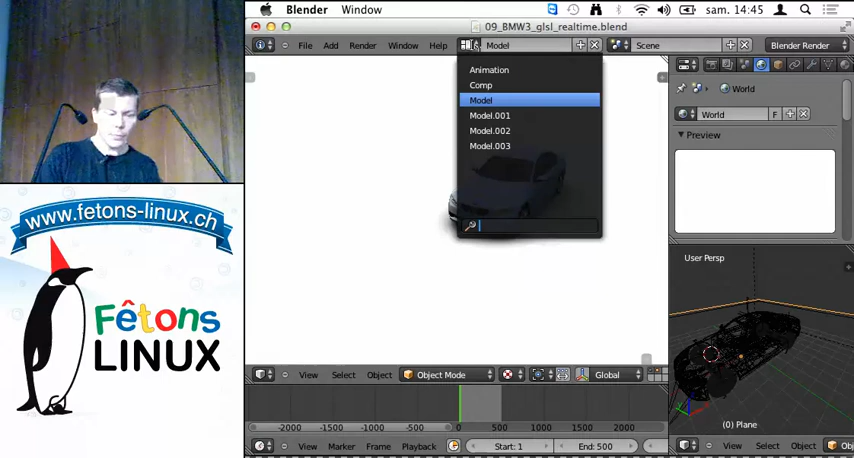 Blender Window sam. 14:45
09_BMW3_glsl_realtime.blend
File Add Render Window Help Model Scene Blender Render
Animation
Comp
Model
Model.001
Model.002
Model.003
World
World F
Preview
User Persp
(0) Plane
View Select Object Object Mode Global
-2000 -1500 -1000 -500 0 500 1000 1500 2000
View Marker Frame Playback Start: 1 End: 500
View Select Object
www.fetons-linux.ch
Fêtons
LINUX